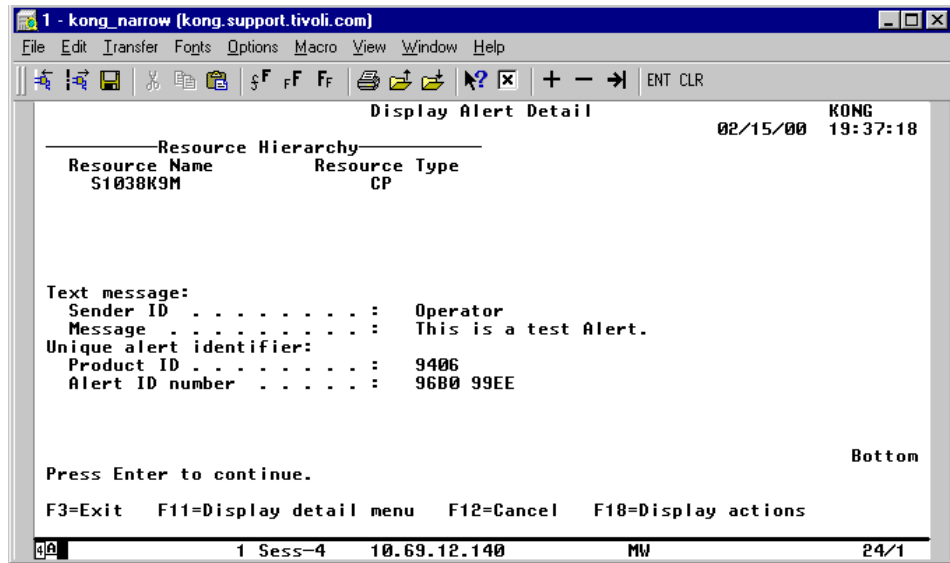 1 - kong_narrow (kong.support.tivoli.com)
File Edit Transfer Fonts Options Macro View Window Help
ENT CLR
Display Alert Detail KONG
02/15/00 19:37:18
Resource Hierarchy
Resource Name Resource Type
S1038K9M CP
Text message:
Sender ID . . . . . . . . : Operator
Message . . . . . . . . . : This is a test Alert.
Unique alert identifier:
Product ID . . . . . . . . : 9406
Alert ID number . . . . . : 96B0 99EE
Bottom
Press Enter to continue.
F3=Exit F11=Display detail menu F12=Cancel F18=Display actions
4A 1 Sess-4 10.69.12.140 MW 24/1